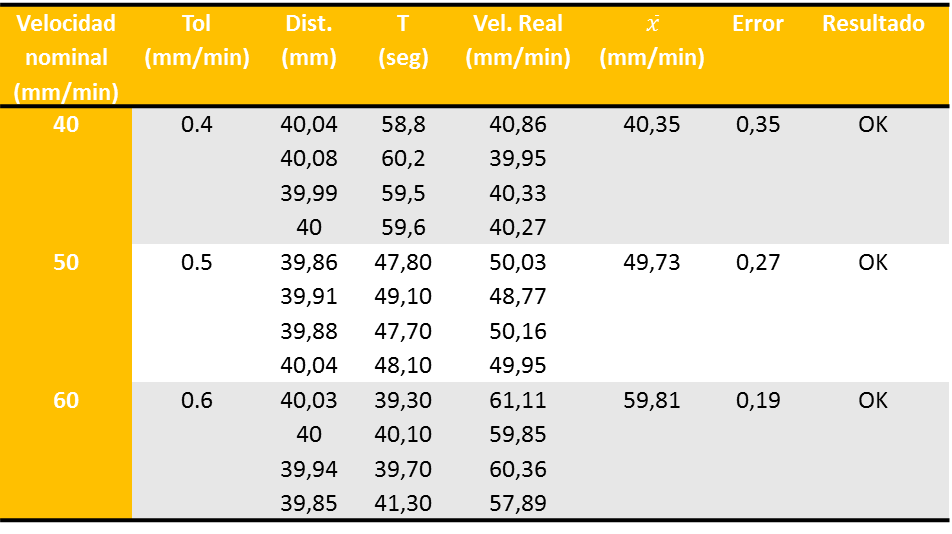 Velocidad nominal (mm/min) Tol (mm/min) Dist. (mm) T (seg) Vel. Real (mm/min) x̄ (mm/min) Error Resultado
40 0.4 40,04 58,8 40,86 40,35 0,35 OK
40,08 60,2 39,95
39,99 59,5 40,33
40 59,6 40,27
50 0.5 39,86 47,80 50,03 49,73 0,27 OK
39,91 49,10 48,77
39,88 47,70 50,16
40,04 48,10 49,95
60 0.6 40,03 39,30 61,11 59,81 0,19 OK
40 40,10 59,85
39,94 39,70 60,36
39,85 41,30 57,89